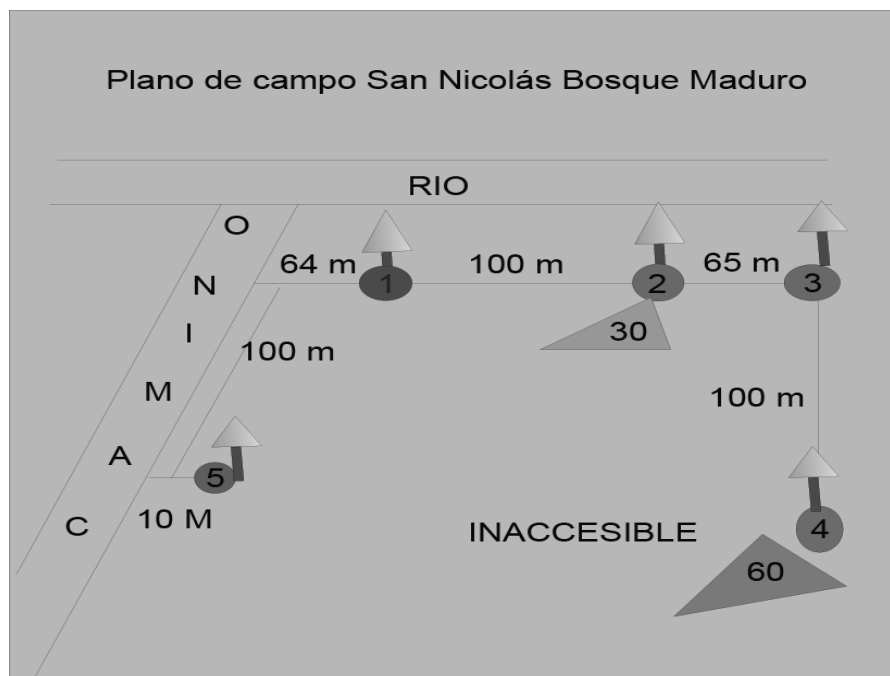 Plano de campo San Nicolás Bosque Maduro
RIO
CAMINO
64 m
1
100 m
2
65 m
3
30
100 m
100 m
5
10 M
INACCESIBLE
4
60